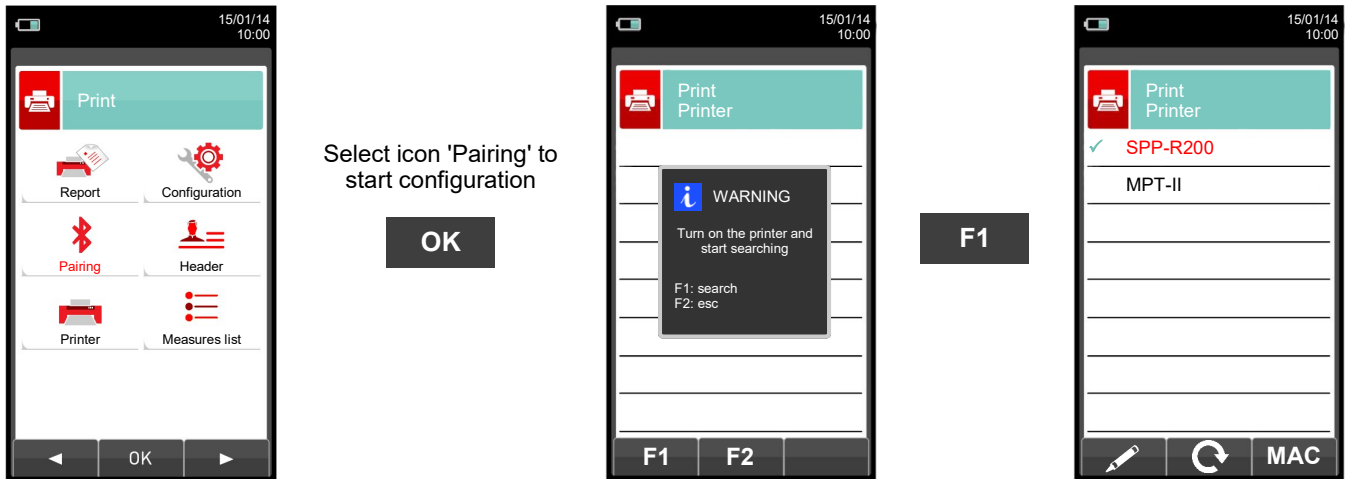 15/01/14
10:00
Print
Report
Configuration
Pairing
Header
Printer
Measures list
OK
Select icon 'Pairing' to
start configuration
OK
15/01/14
10:00
Print
Printer
WARNING
Turn on the printer and
start searching
F1: search
F2: esc
F1
F2
F1
15/01/14
10:00
Print
Printer
SPP-R200
MPT-II
MAC